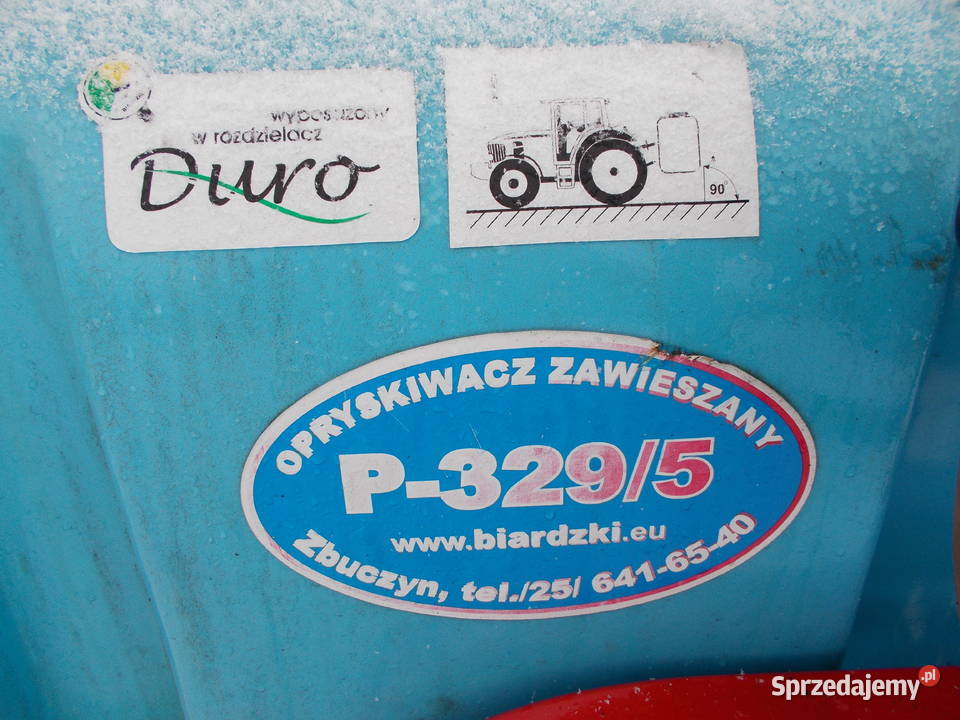 wyposażony
w rozdzielacz
Duro
90
OPRYSKIWACZ ZAWIESZANY
P-329/5
www.biardzki.eu
Zbuczyn, tel./25/ 641-65-40
Sprzedajemy.pl